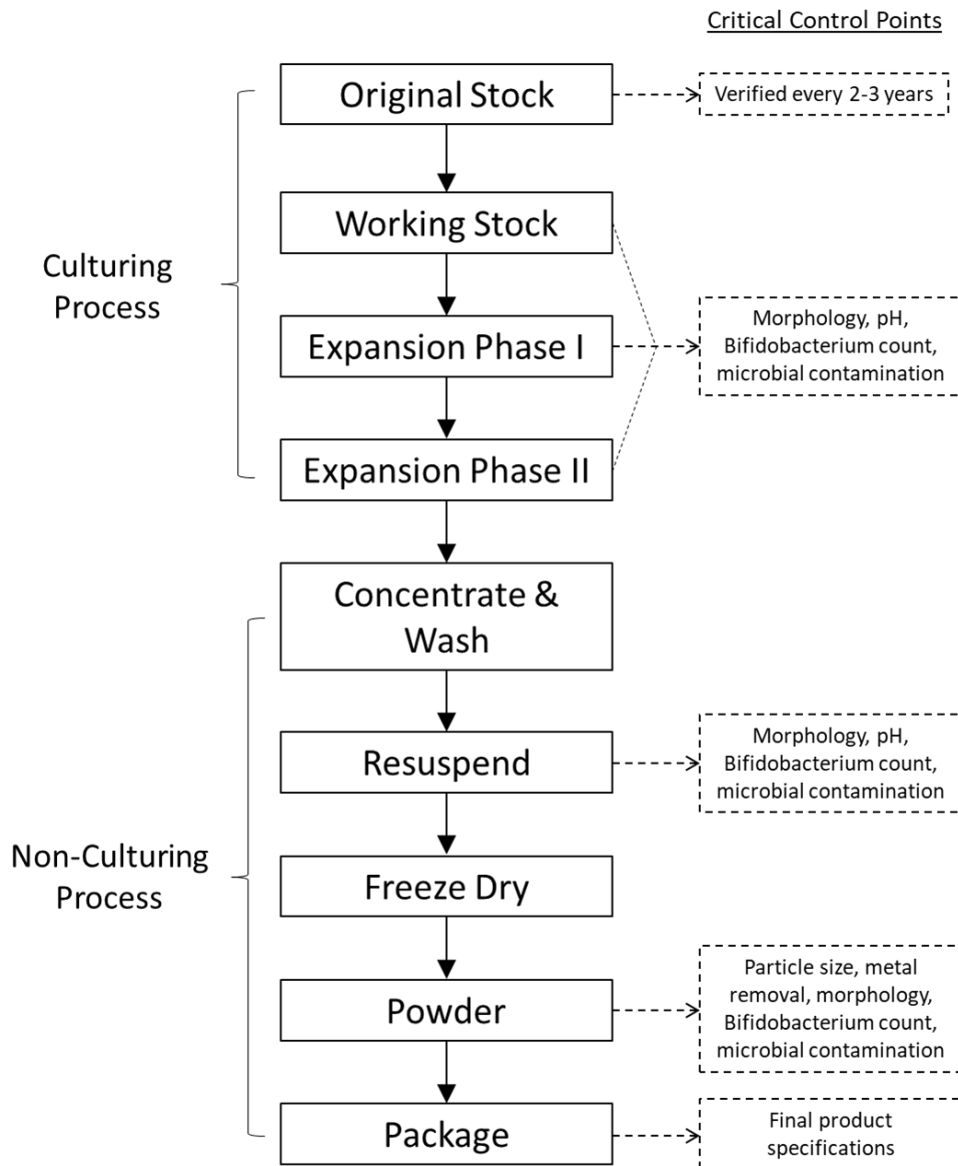 Critical Control Points
Original Stock
Verified every 2-3 years
Working Stock
Culturing
Process
Expansion Phase I
Morphology, pH,
Bifidobacterium count,
microbial contamination
Expansion Phase II
Concentrate &
Wash
Resuspend
Morphology, pH,
Bifidobacterium count,
microbial contamination
Non-Culturing
Process
Freeze Dry
Powder
Particle size, metal
removal, morphology,
Bifidobacterium count,
microbial contamination
Package
Final product
specifications